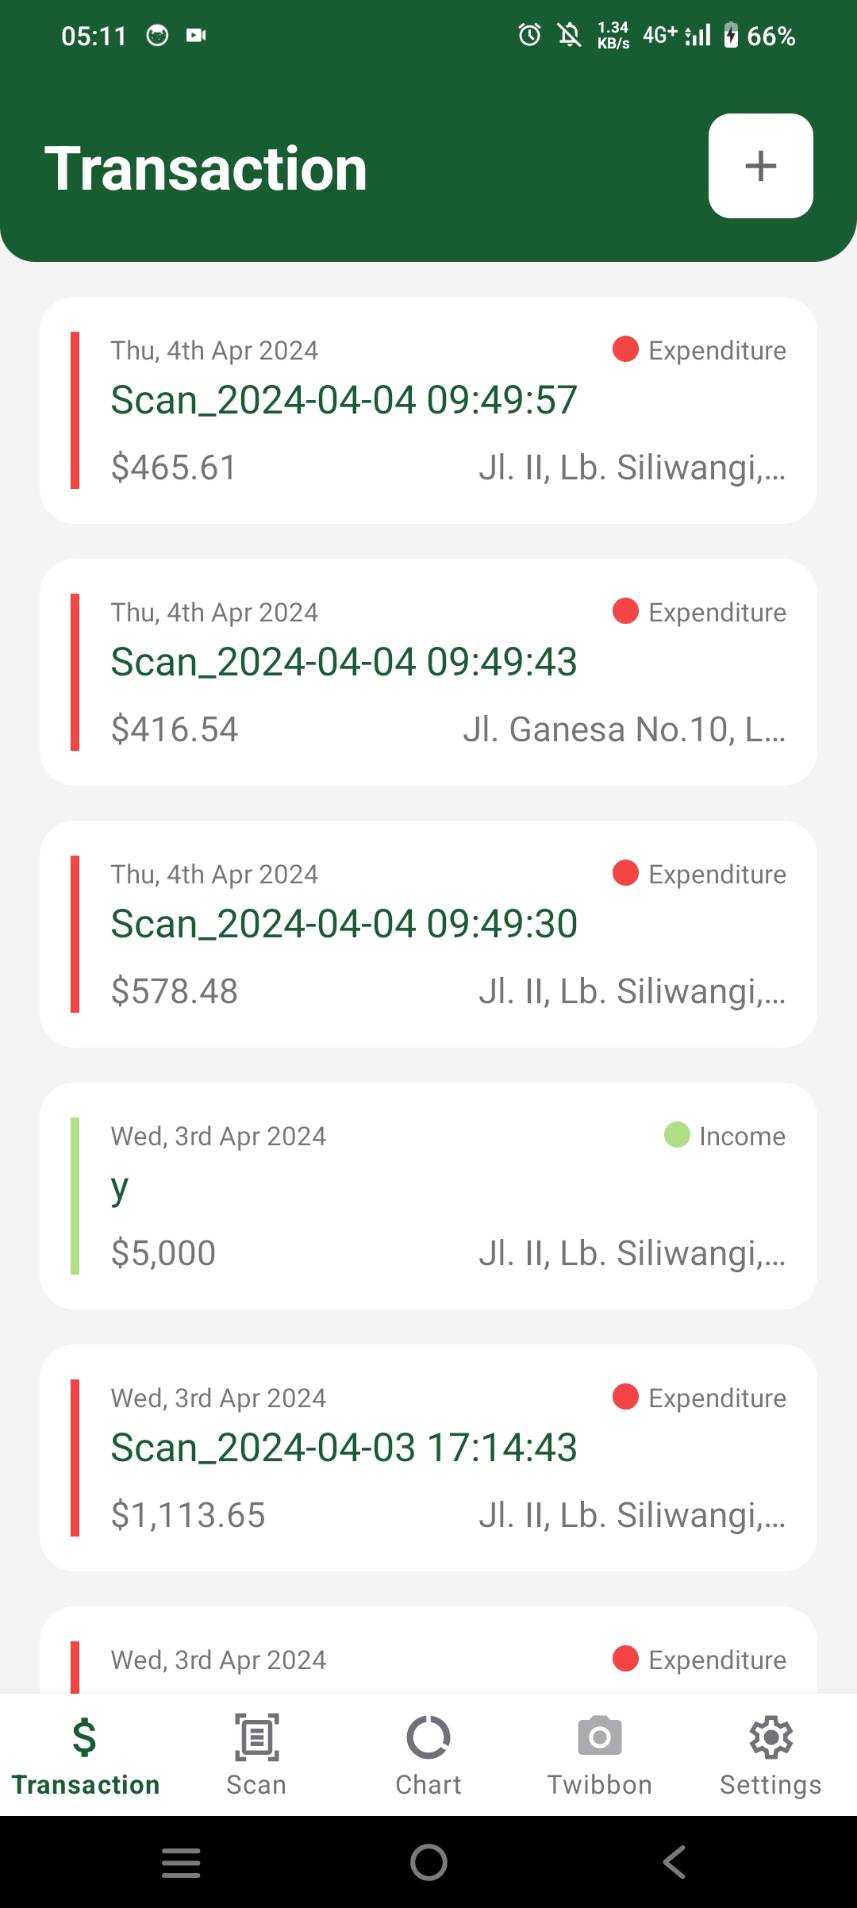 05:11 1.34 KB/s 4G+ 66%
Transaction
Thu, 4th Apr 2024 Expenditure
Scan_2024-04-04 09:49:57
$465.61 Jl. II, Lb. Siliwangi,...
Thu, 4th Apr 2024 Expenditure
Scan_2024-04-04 09:49:43
$416.54 Jl. Ganesa No.10, L...
Thu, 4th Apr 2024 Expenditure
Scan_2024-04-04 09:49:30
$578.48 Jl. II, Lb. Siliwangi,...
Wed, 3rd Apr 2024 Income
y
$5,000 Jl. II, Lb. Siliwangi,...
Wed, 3rd Apr 2024 Expenditure
Scan_2024-04-03 17:14:43
$1,113.65 Jl. II, Lb. Siliwangi,...
Wed, 3rd Apr 2024 Expenditure
Transaction Scan Chart Twibbon Settings